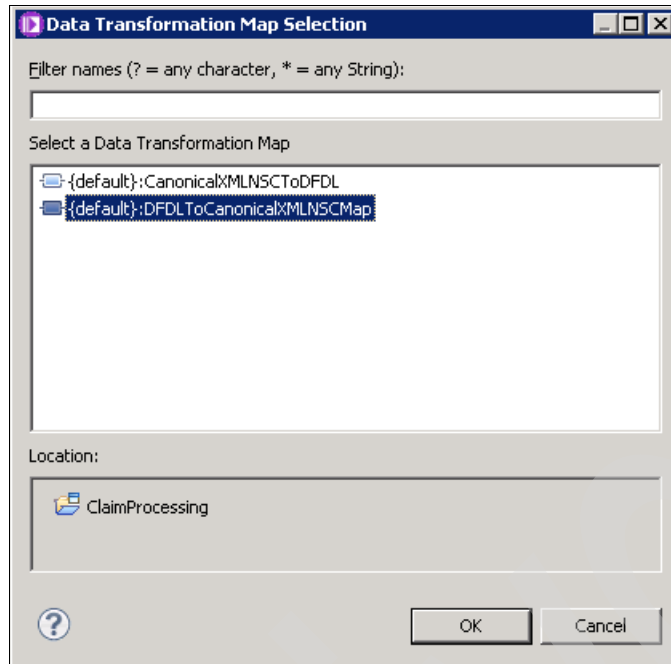 Data Transformation Map Selection
Filter names (? = any character, * = any String):
Select a Data Transformation Map
{default}:CanonicalXMLNSCToDFDL
{default}:DFDLToCanonicalXMLNSCMap
Location:
ClaimProcessing
?
OK
Cancel